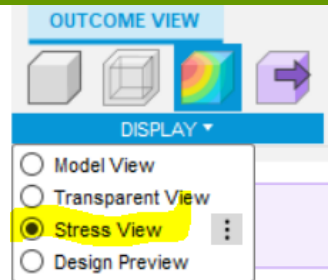 OUTCOME VIEW
DISPLAY ▼
Model View
Transparent View
Stress View
Design Preview